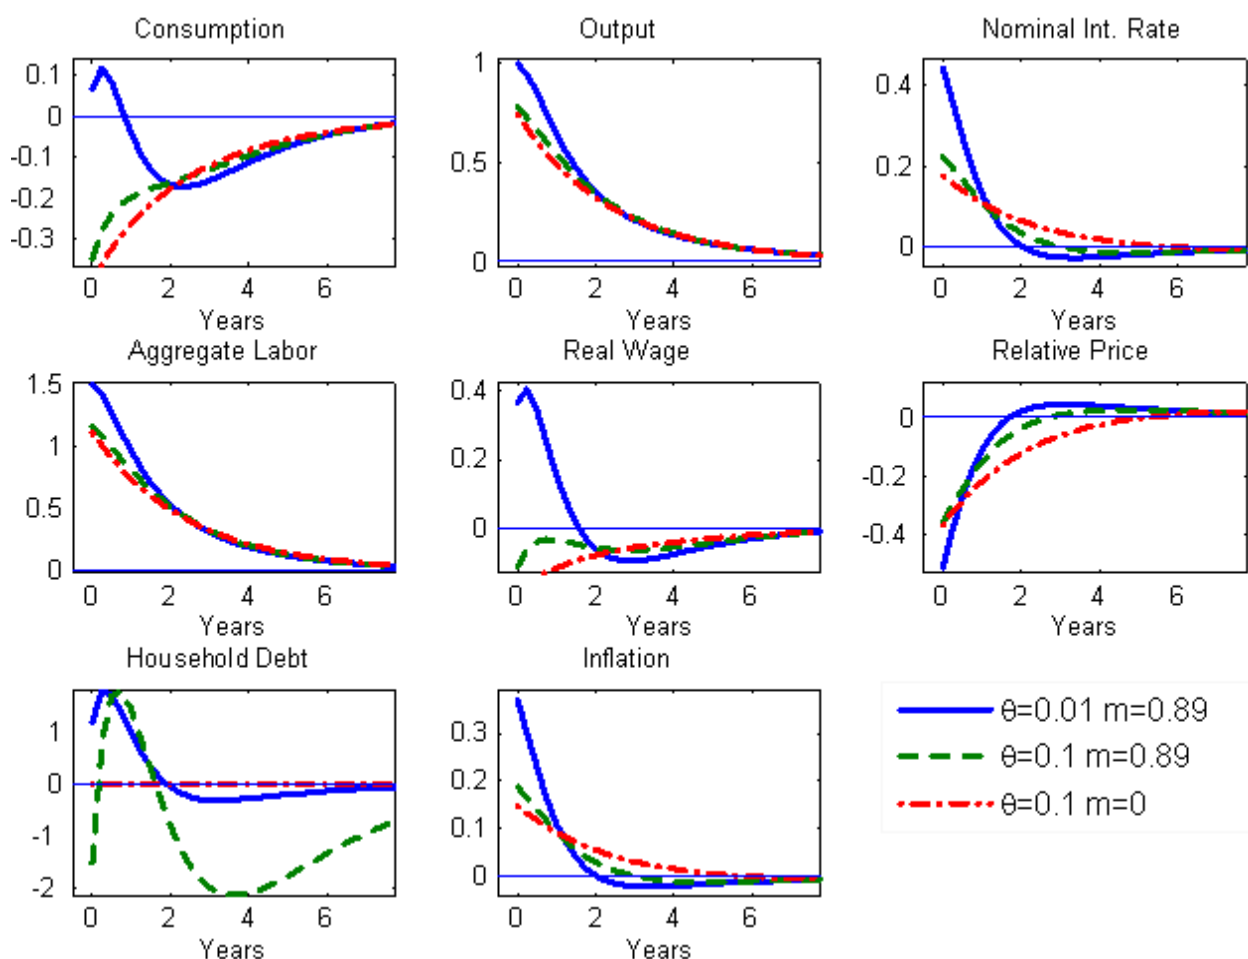 Consumption
Output
Nominal Int. Rate
0.1
0
-0.1
-0.2
-0.3
0 2 4 6
Years
1
0.5
0
0 2 4 6
Years
0.4
0.2
0
0 2 4 6
Years
Aggregate Labor
Real Wage
Relative Price
1.5
1
0.5
0
0 2 4 6
Years
0.4
0.2
0
0 2 4 6
Years
0
-0.2
-0.4
0 2 4 6
Years
Household Debt
Inflation
1
0
-1
-2
0 2 4 6
Years
0.3
0.2
0.1
0
0 2 4 6
Years
θ=0.01 m=0.89
θ=0.1 m=0.89
θ=0.1 m=0